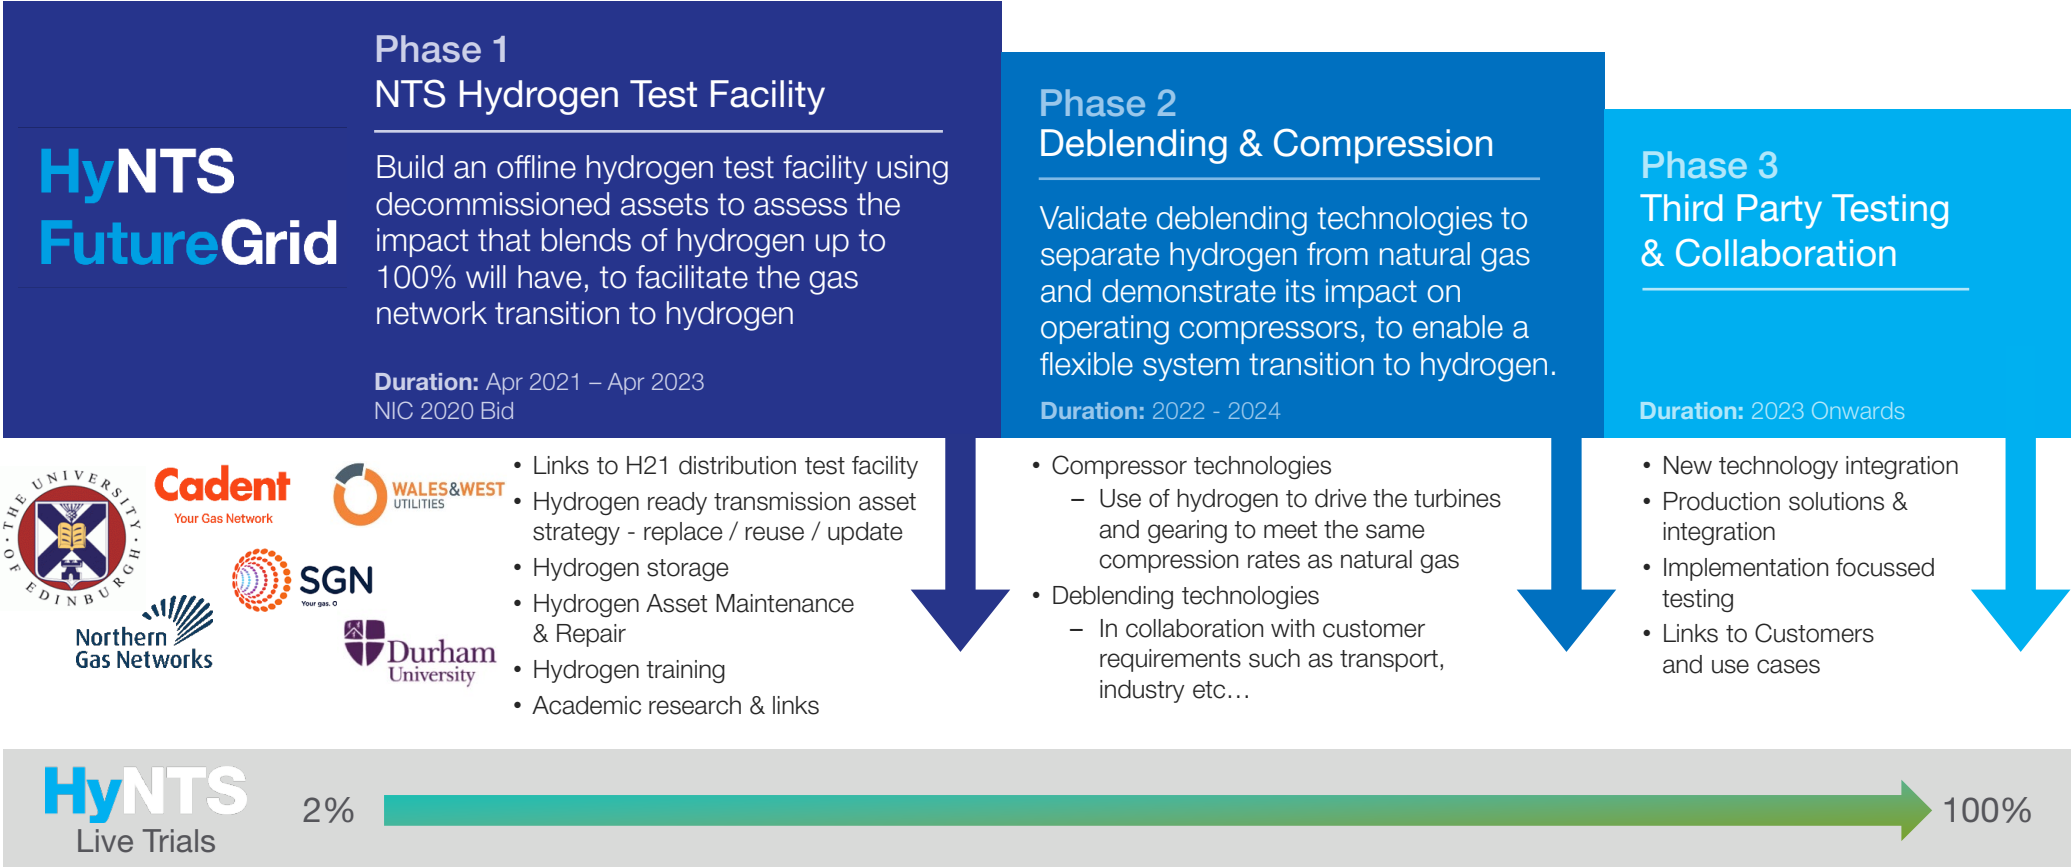 HyNTS
FutureGrid
Phase 1
NTS Hydrogen Test Facility
Build an offline hydrogen test facility using
decommissioned assets to assess the
impact that blends of hydrogen up to
100% will have, to facilitate the gas
network transition to hydrogen
Duration: Apr 2021 – Apr 2023
NIC 2020 Bid
Phase 2
Deblending & Compression
Validate deblending technologies to
separate hydrogen from natural gas
and demonstrate its impact on
operating compressors, to enable a
flexible system transition to hydrogen.
Duration: 2022 - 2024
Phase 3
Third Party Testing
& Collaboration
Duration: 2023 Onwards
THE UNIVERSITY OF EDINBURGH
Cadent
Your Gas Network
WALES&WEST
UTILITIES
SGN
Your gas. O
Northern
Gas Networks
Durham
University
• Links to H21 distribution test facility
• Hydrogen ready transmission asset
strategy - replace / reuse / update
• Hydrogen storage
• Hydrogen Asset Maintenance
& Repair
• Hydrogen training
• Academic research & links
• Compressor technologies
– Use of hydrogen to drive the turbines
and gearing to meet the same
compression rates as natural gas
• Deblending technologies
– In collaboration with customer
requirements such as transport,
industry etc…
• New technology integration
• Production solutions &
integration
• Implementation focussed
testing
• Links to Customers
and use cases
HyNTS
Live Trials
2%
100%